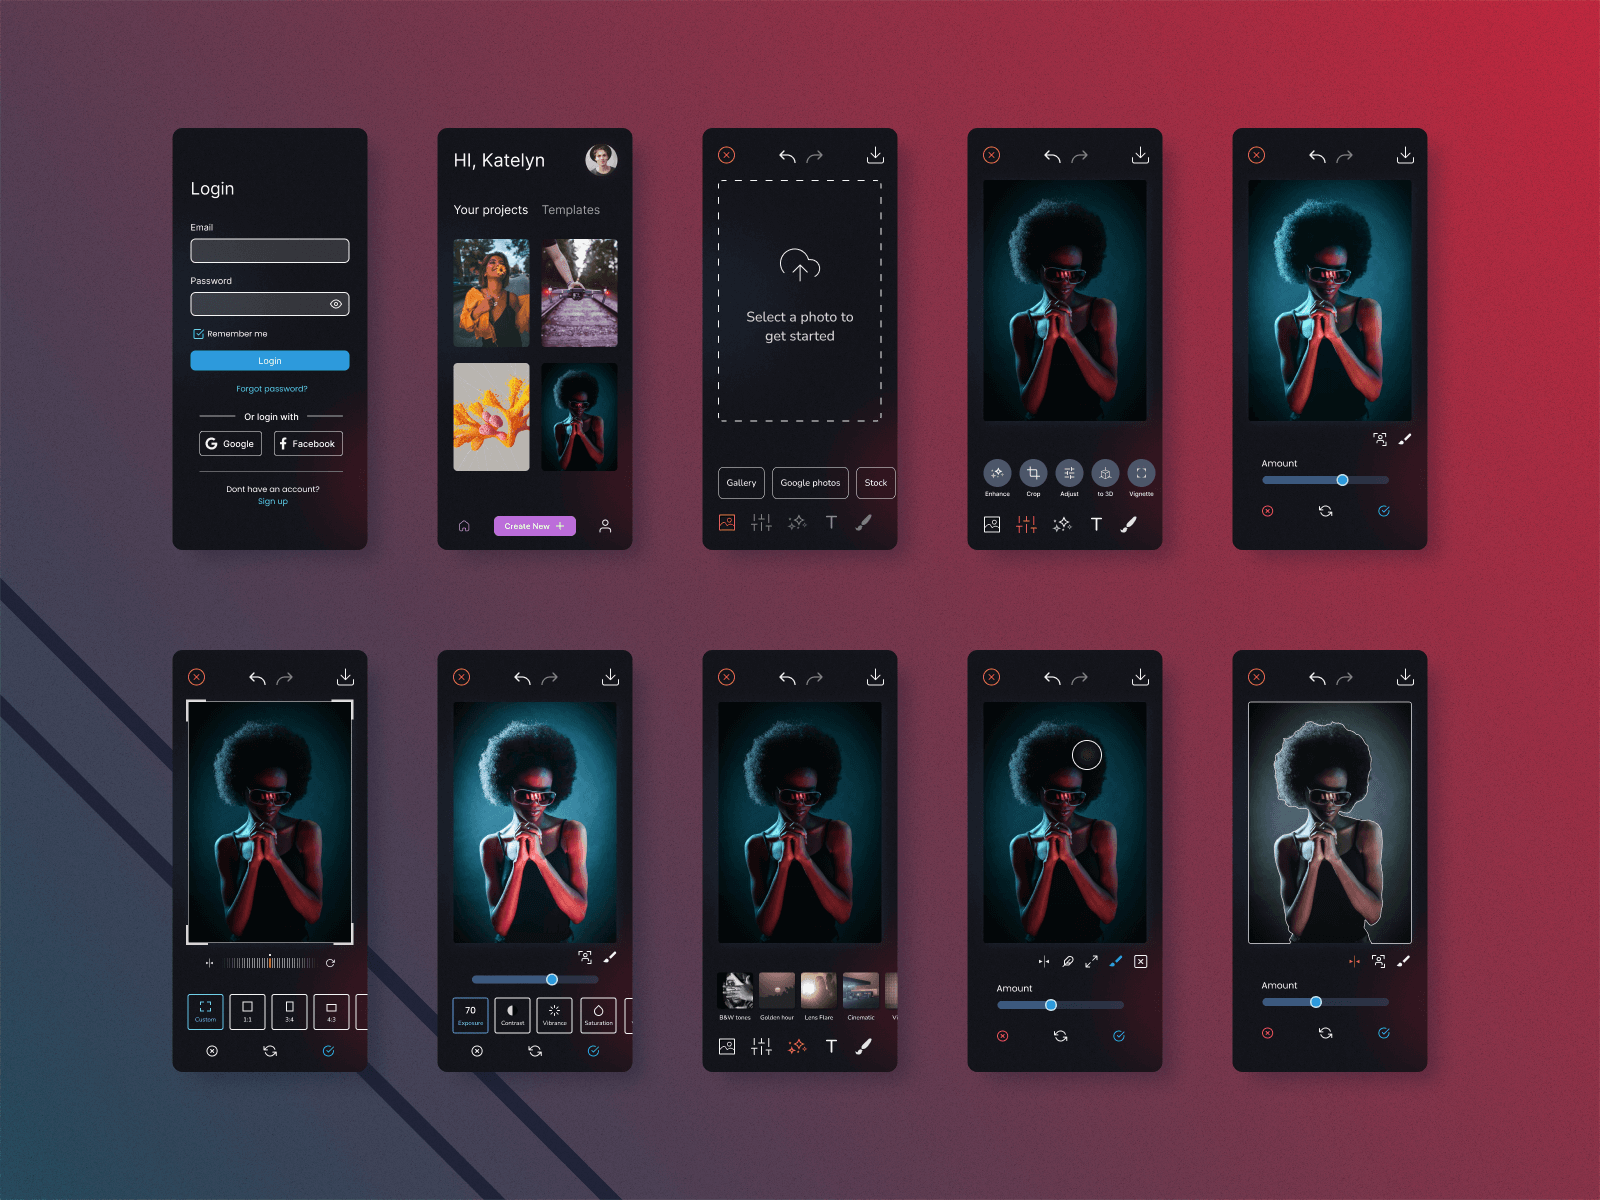 Login
Email
Password
Remember me
Login
Forgot password?
Or login with
Google
Facebook
Dont have an account?
Sign up
HI, Katelyn
Your projects
Templates
Create New +
Select a photo to
get started
Gallery
Google photos
Stock
T
Enhance
Crop
Adjust
to 3D
Vignette
T
Amount
Custom
1:1
3:4
4:3
70
Exposure
Contrast
Vibrance
Saturation
B&W tones
Golden hour
Lens Flare
Cinematic
Vi
T
Amount
Amount